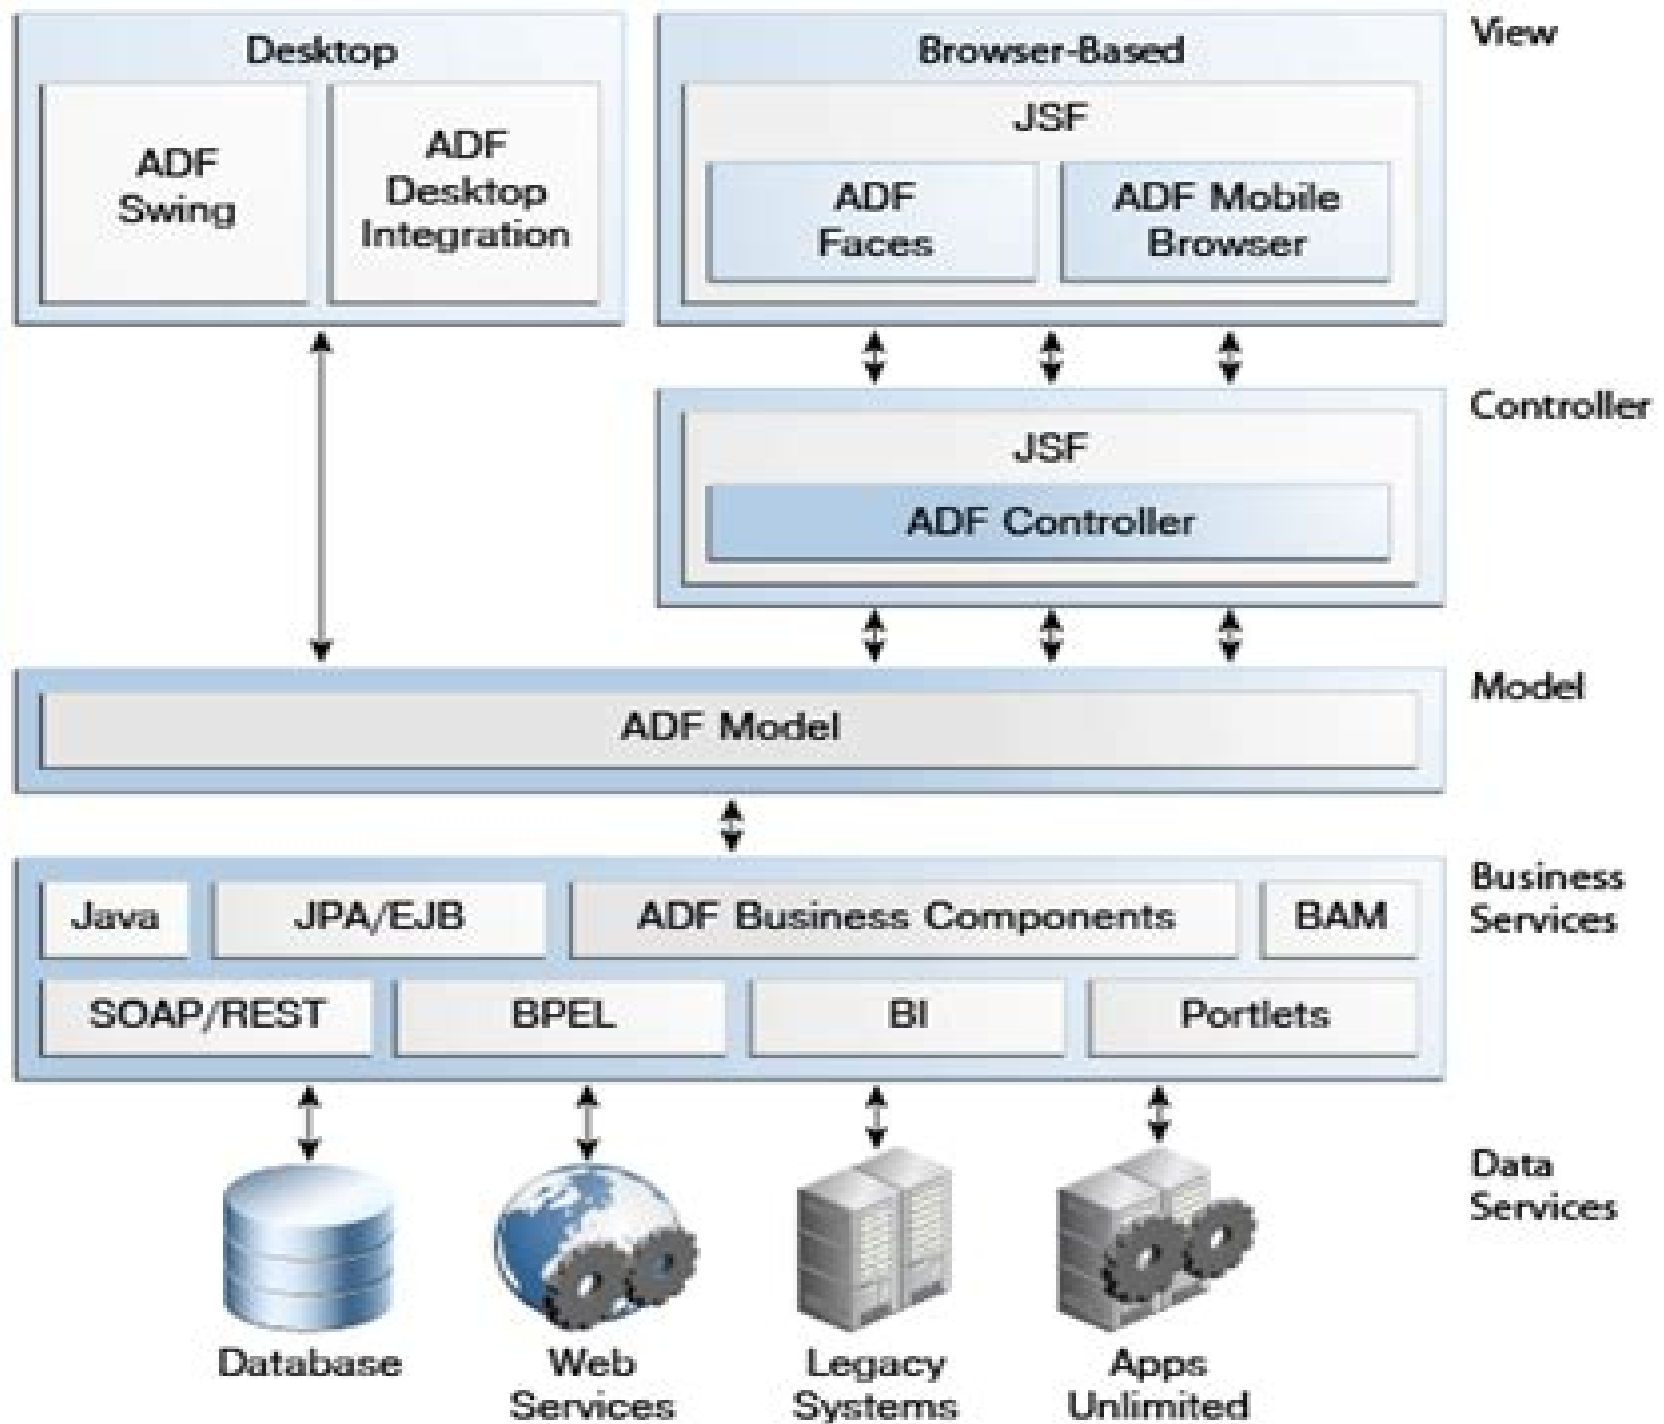 Desktop
Browser-Based
View
ADF
Swing
ADF
Desktop
Integration
JSF
ADF
Faces
ADF Mobile
Browser
Controller
JSF
ADF Controller
Model
ADF Model
Business
Services
Java
JPA/EJB
ADF Business Components
BAM
SOAP/REST
BPEL
BI
Portlets
Data
Services
Database
Web
Services
Legacy
Systems
Apps
Unlimited